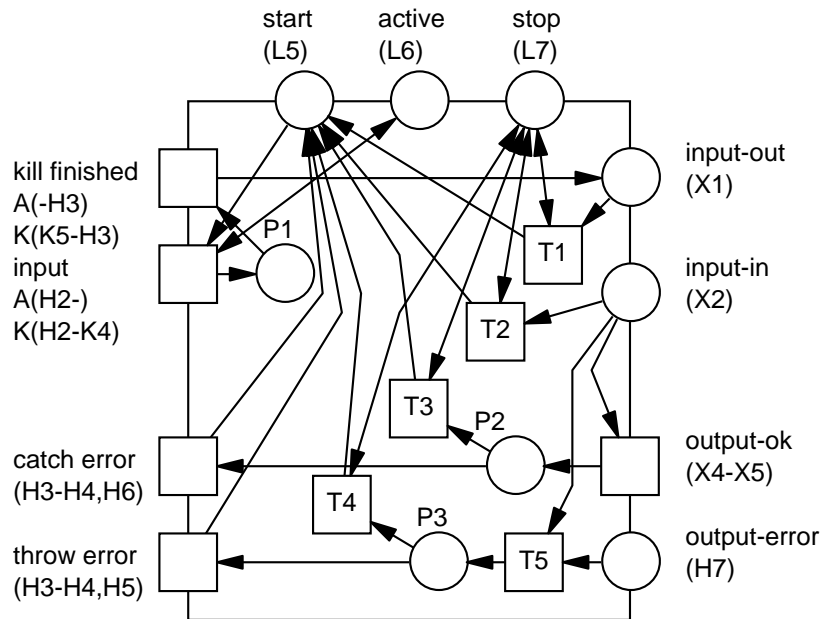 start
(L5)
active
(L6)
stop
(L7)
kill finished
A(-H3)
K(K5-H3)
input
A(H2-)
K(H2-K4)
P1
input-out
(X1)
T1
input-in
(X2)
T2
T3
P2
catch error
(H3-H4,H6)
output-ok
(X4-X5)
T4
P3
throw error
(H3-H4,H5)
T5
output-error
(H7)